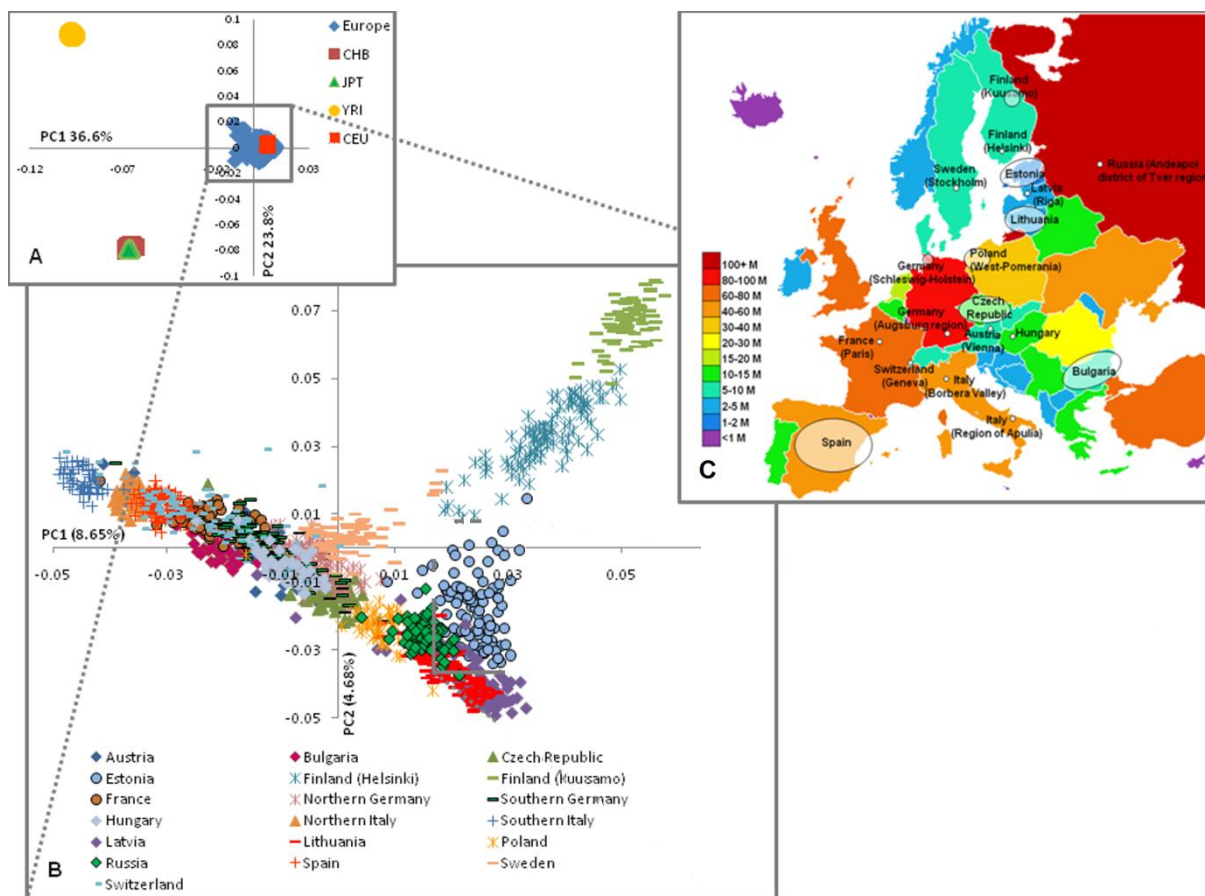 0.1
0.08
0.06
0.04
0.02
0
-0.02
-0.04
-0.06
-0.08
-0.1
PC1 36.6%
-0.12
-0.07
0.03
PC2 23.8%
A
Europe
CHB
JPT
YRI
CEU
0.07
0.05
0.03
0.01
-0.01
-0.03
-0.05
PC1 (8.65%)
-0.05
-0.03
-0.01
0.01
0.03
0.05
PC2 (4.68%)
Austria
Bulgaria
Czech Republic
Estonia
Finland (Helsinki)
Finland (Kuusamo)
France
Northern Germany
Southern Germany
Hungary
Northern Italy
Southern Italy
Latvia
Lithuania
Poland
Russia
Spain
Sweden
Switzerland
B
Finland
(Kuusamo)
Finland
(Helsinki)
Sweden
(Stockholm)
Estonia
Latvia
(Riga)
Lithuania
Russia (Andeapol
district of Tver region
Poland
(West-Pomerania)
Germany
(Schleswig-Holstein)
Czech
Republic
Germany
(Augsburg region)
Austria
(Vienna)
Hungary
France
(Paris)
Switzerland
(Geneva)
Italy
(Borbera Valley)
Bulgaria
Italy
(Region of Apulia)
Spain
100+ M
80-100 M
60-80 M
40-60 M
30-40 M
20-30 M
15-20 M
10-15 M
5-10 M
2-5 M
1-2 M
<1 M
C